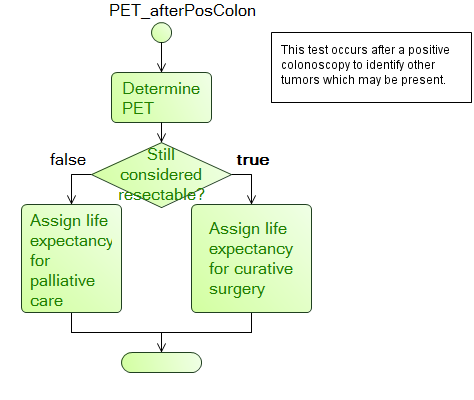 PET_afterPosColon
This test occurs after a positive
colonoscopy to identify other
tumors which may be present.
Determine
PET
false
Still
considered
resectable?
true
Assign life
expectancy
for
palliative
care
Assign life
expectancy
for curative
surgery